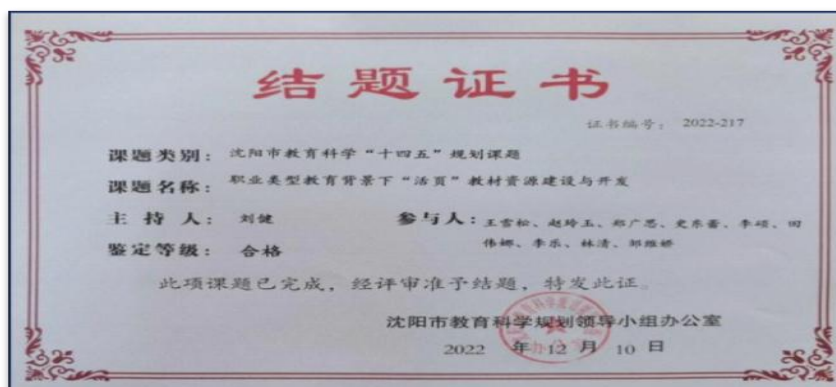 结题证书
证书编号：2022-217
课题类别：沈阳市教育科学“十四五”规划课题
课题名称：职业类型教育背景下“活页”教材资源建设与开发
主持人：刘健 参与人：王雪松、赵玲玉、郑广思、史东蕾、李硕、田
鉴定等级：合格 伟娜、李乐、林清、邹维娇
此项课题已完成，经评审准予结题，特发此证。
沈阳市教育科学规划领导小组办公室
2022 年 12 月 10 日